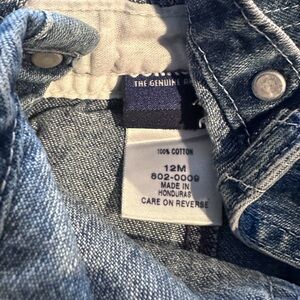 THE GENUINE
100% COTTON
12M
802-0009
MADE IN
HONDURAS
CARE ON REVERSE